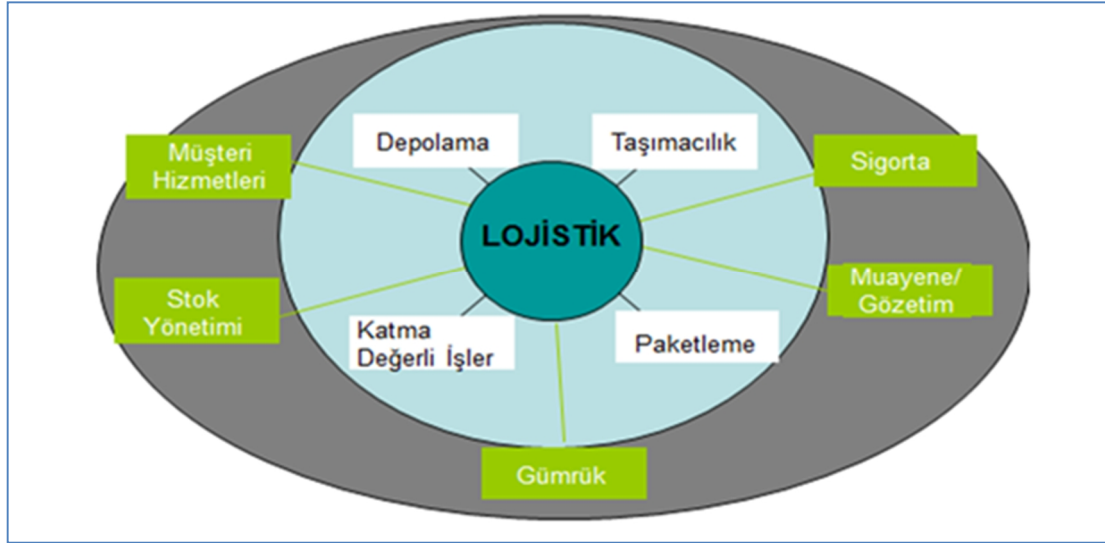 Depolama
Taşımacılık
Müşteri
Hizmetleri
Sigorta
LOJİSTİK
Stok
Yönetimi
Muayene/
Gözetim
Katma
Değerli İşler
Paketleme
Gümrük